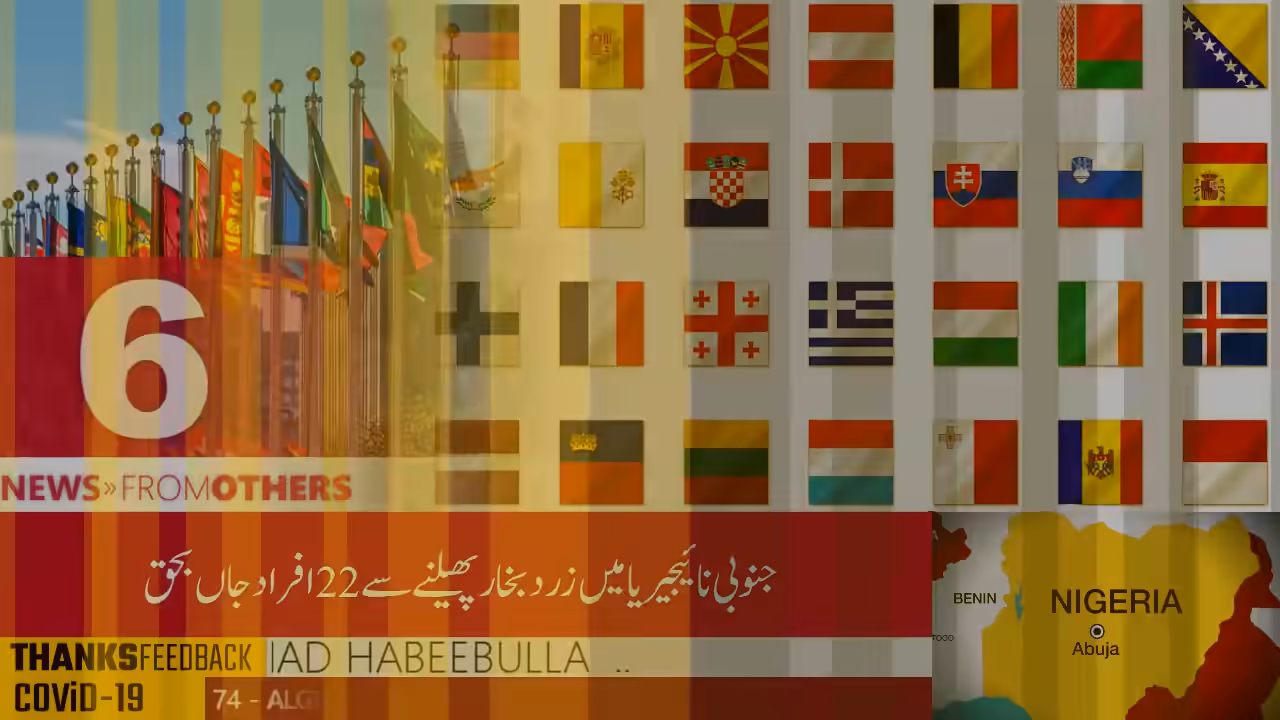 6
NEWS»FROMOTHERS
جنوبی نائیجیریا میں زرد بخار پھیلنے سے 22 افراد جاں بحق
BENIN
NIGERIA
TOGO
Abuja
THANKSFEEDBACK
IAD HABEEBULLA ..
COViD-19
74 - ALG